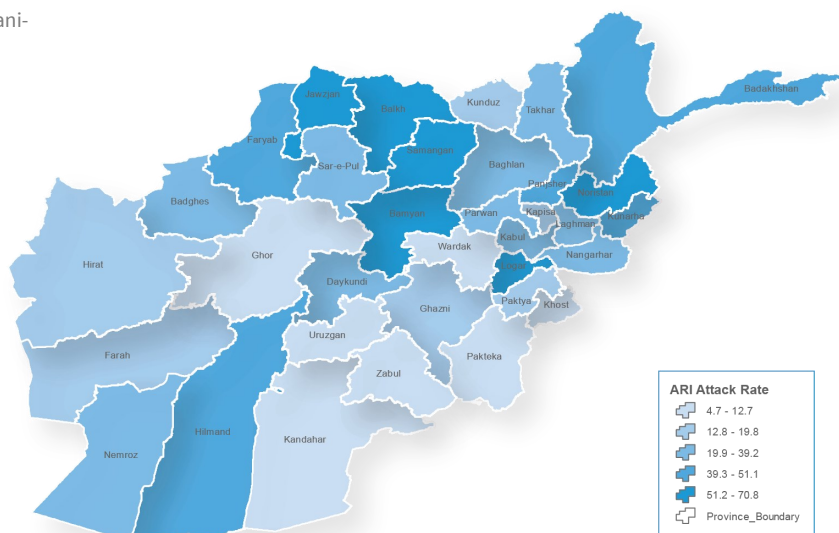 ani-
Jawzjan
Balkh
Kunduz
Takhar
Badakhshan
Faryab
Samangan
Sar-e-Pul
Baghlan
Panjsher
Nuristan
Badghes
Bamyan
Parwan
Kapisa
Kunarha
Laghman
Kabul
Wardak
Ghor
Nangarhar
Hirat
Logar
Daykundi
Paktya
Khost
Ghazni
Uruzgan
Farah
Pakteka
Zabul
Hilmand
Kandahar
Nemroz
ARI Attack Rate
4.7 - 12.7
12.8 - 19.8
19.9 - 39.2
39.3 - 51.1
51.2 - 70.8
Province_Boundary